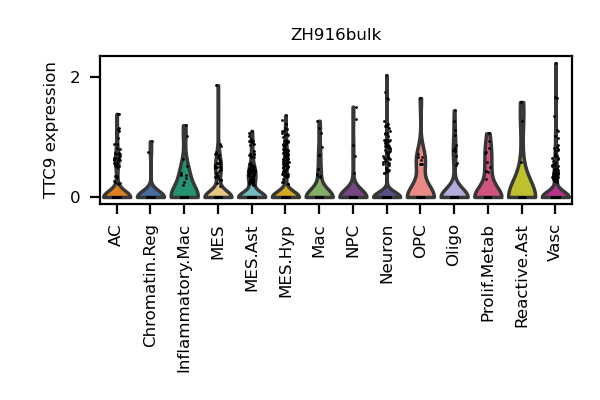 ZH916bulk
TTC9 expression
2
0
AC
Chromatin.Reg
Inflammatory.Mac
MES
MES.Ast
MES.Hyp
Mac
NPC
Neuron
OPC
Oligo
Prolif.Metab
Reactive.Ast
Vasc